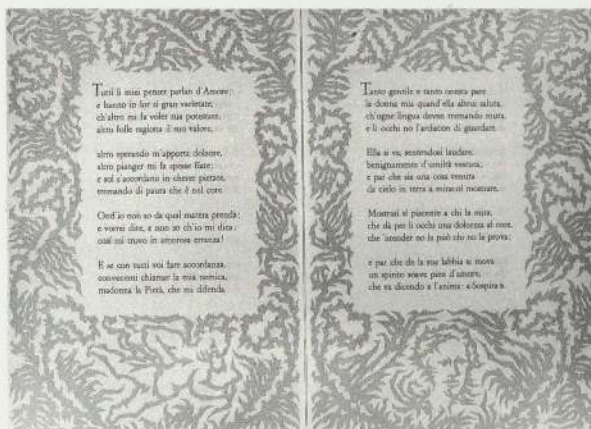 Tutti li miei penser parlan d'Amore;
e hanno in lor sì gran varietate,
ch'altro mi fa voler sua potestate,
altro folle ragiona il suo valore,
altro sperando m'apporta dolzore,
altro pianger mi fa spesse fiate;
e sol s'accordano in cherer pietate,
tremando di paura che è nel core.
Ond'io non so da qual matera prenda;
e vorrei dire, e non so ch'io mi dica:
così mi trovo in amorosa erranza!
E se con tutti voi fare accordanza,
convenemi chiamar la mia nemica,
madonna la Pietà, che mi difenda.
Tanto gentile e tanto onesta pare
la donna mia quand'ella altrui saluta,
ch'ogne lingua deven tremando muta,
e li occhi no l'ardiscon di guardare.
Ella si va, sentendosi laudare,
benignamente d'umiltà vestuta;
e par che sia una cosa venuta
da cielo in terra a miracol mostrare.
Mostrasi sì piacente a chi la mira,
che dà per li occhi una dolcezza al core,
che 'ntender no la può chi no la prova;
e par che de la sua labbia si mova
un spirito soave pien d'amore,
che va dicendo a l'anima: «Sospira».